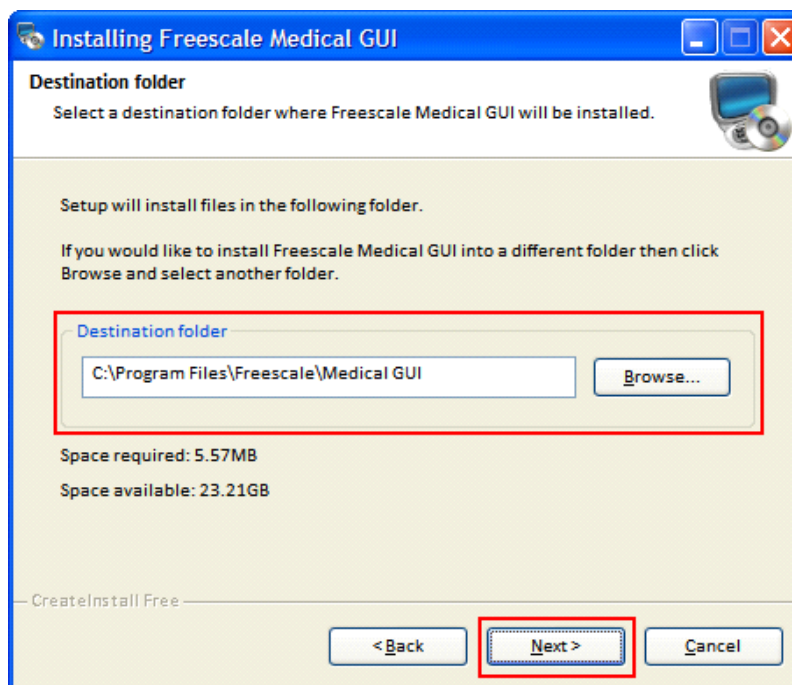 Installing Freescale Medical GUI
Destination folder
Select a destination folder where Freescale Medical GUI will be installed.
Setup will install files in the following folder.
If you would like to install Freescale Medical GUI into a different folder then click
Browse and select another folder.
Destination folder
C:\Program Files\Freescale\Medical GUI
Browse...
Space required: 5.57MB
Space available: 23.21GB
CreateInstall Free
< Back
Next >
Cancel